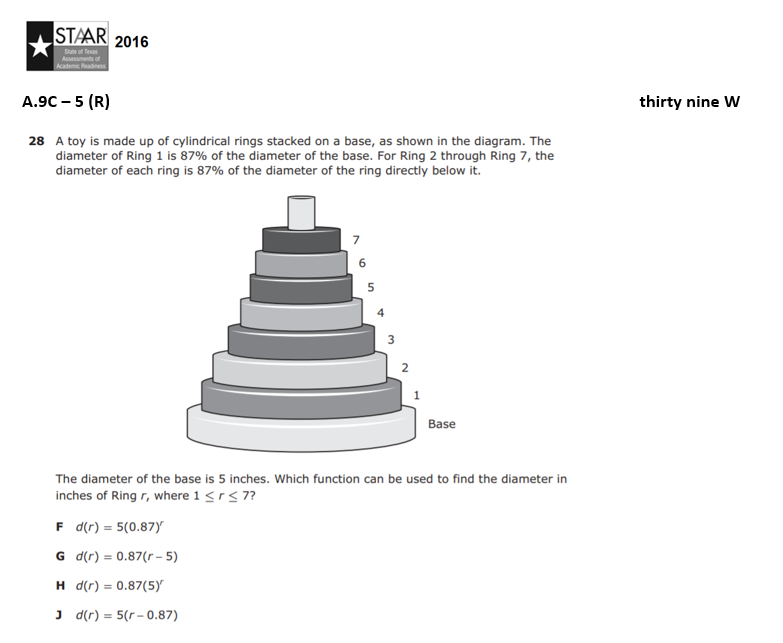 STAAR
State of Texas
Assessments of
Academic Readiness
2016
A.9C – 5 (R)
thirty nine W
28 A toy is made up of cylindrical rings stacked on a base, as shown in the diagram. The
diameter of Ring 1 is 87% of the diameter of the base. For Ring 2 through Ring 7, the
diameter of each ring is 87% of the diameter of the ring directly below it.
7
6
5
4
3
2
1
Base
The diameter of the base is 5 inches. Which function can be used to find the diameter in
inches of Ring r, where 1 ≤ r ≤ 7?
F d(r) = 5(0.87)ʳ
G d(r) = 0.87(r – 5)
H d(r) = 0.87(5)ʳ
J d(r) = 5(r – 0.87)